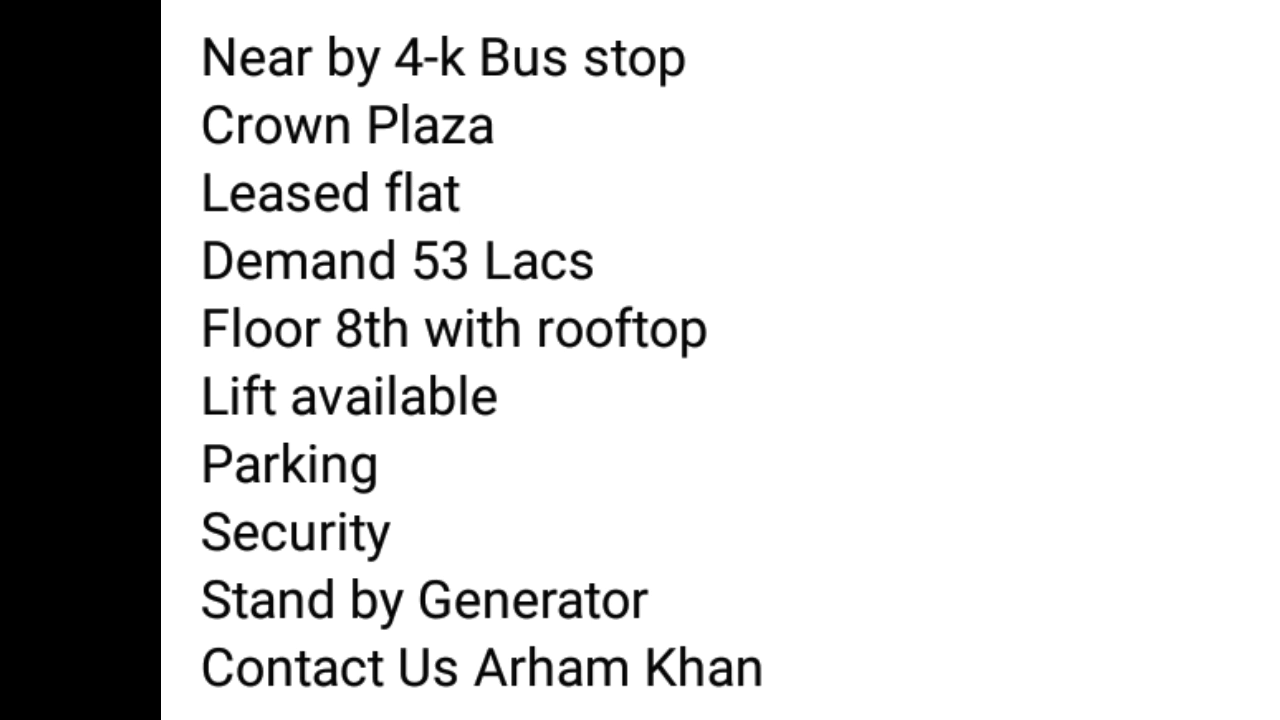 Near by 4-k Bus stop
Crown Plaza
Leased flat
Demand 53 Lacs
Floor 8th with rooftop
Lift available
Parking
Security
Stand by Generator
Contact Us Arham Khan